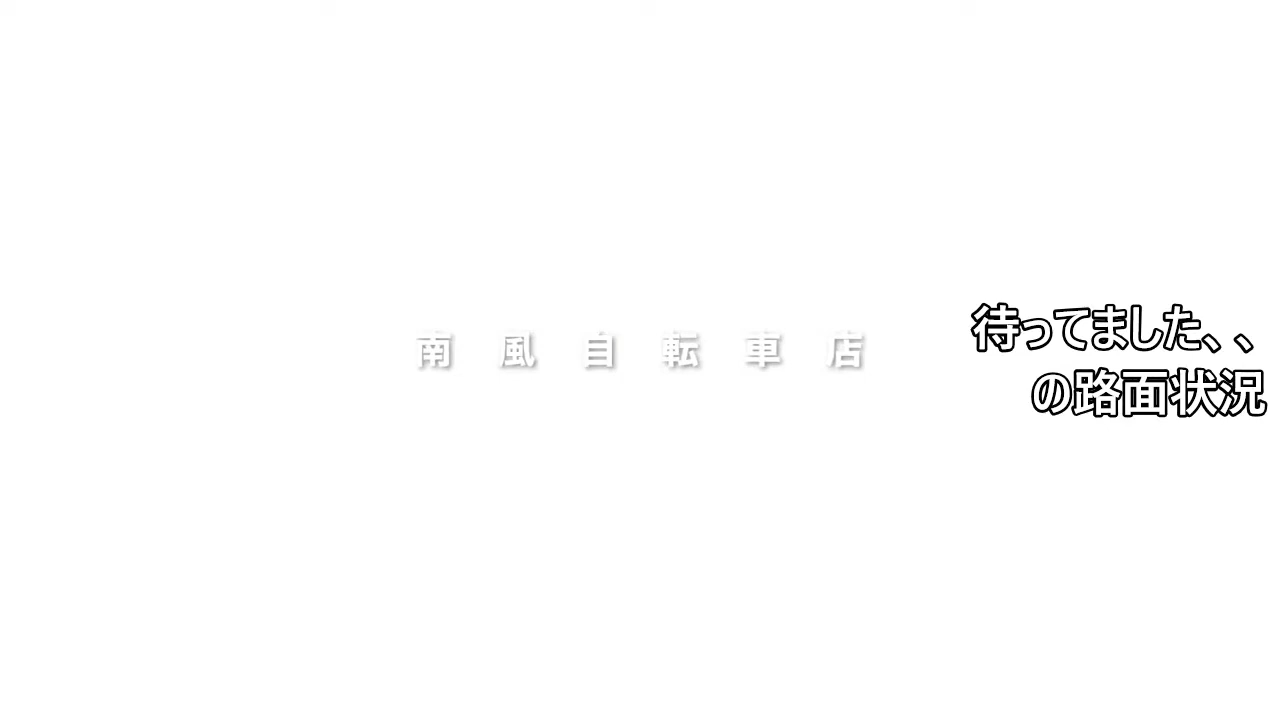 南風自転車店
待ってました、、
の路面状況